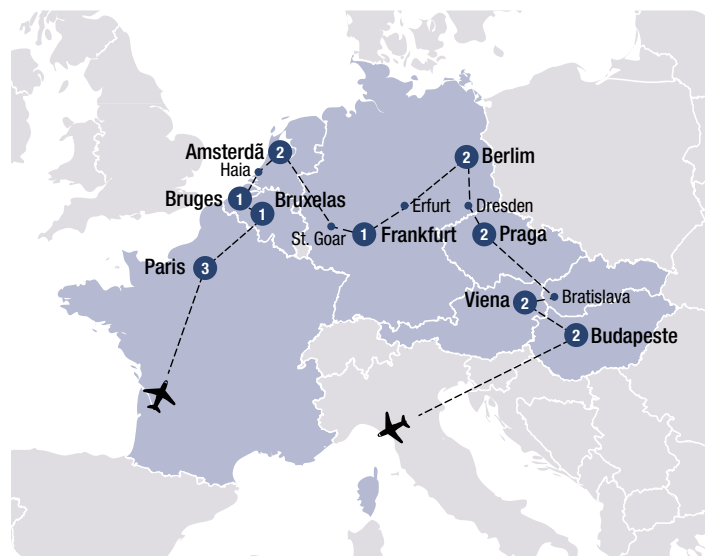 Amsterdã 2
2 Berlim
Haia
Bruges 1
Bruxelas
1
Erfurt
Dresden
St. Goar
1 Frankfurt
2 Praga
Paris 3
Viena 2
Bratislava
2 Budapeste